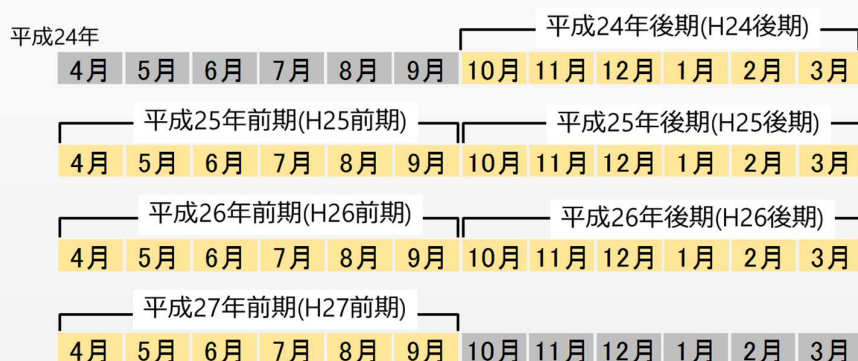 平成24年後期(H24後期)
平成24年
4月 5月 6月 7月 8月 9月 10月 11月 12月 1月 2月 3月
平成25年前期(H25前期) 平成25年後期(H25後期)
4月 5月 6月 7月 8月 9月 10月 11月 12月 1月 2月 3月
平成26年前期(H26前期) 平成26年後期(H26後期)
4月 5月 6月 7月 8月 9月 10月 11月 12月 1月 2月 3月
平成27年前期(H27前期)
4月 5月 6月 7月 8月 9月 10月 11月 12月 1月 2月 3月